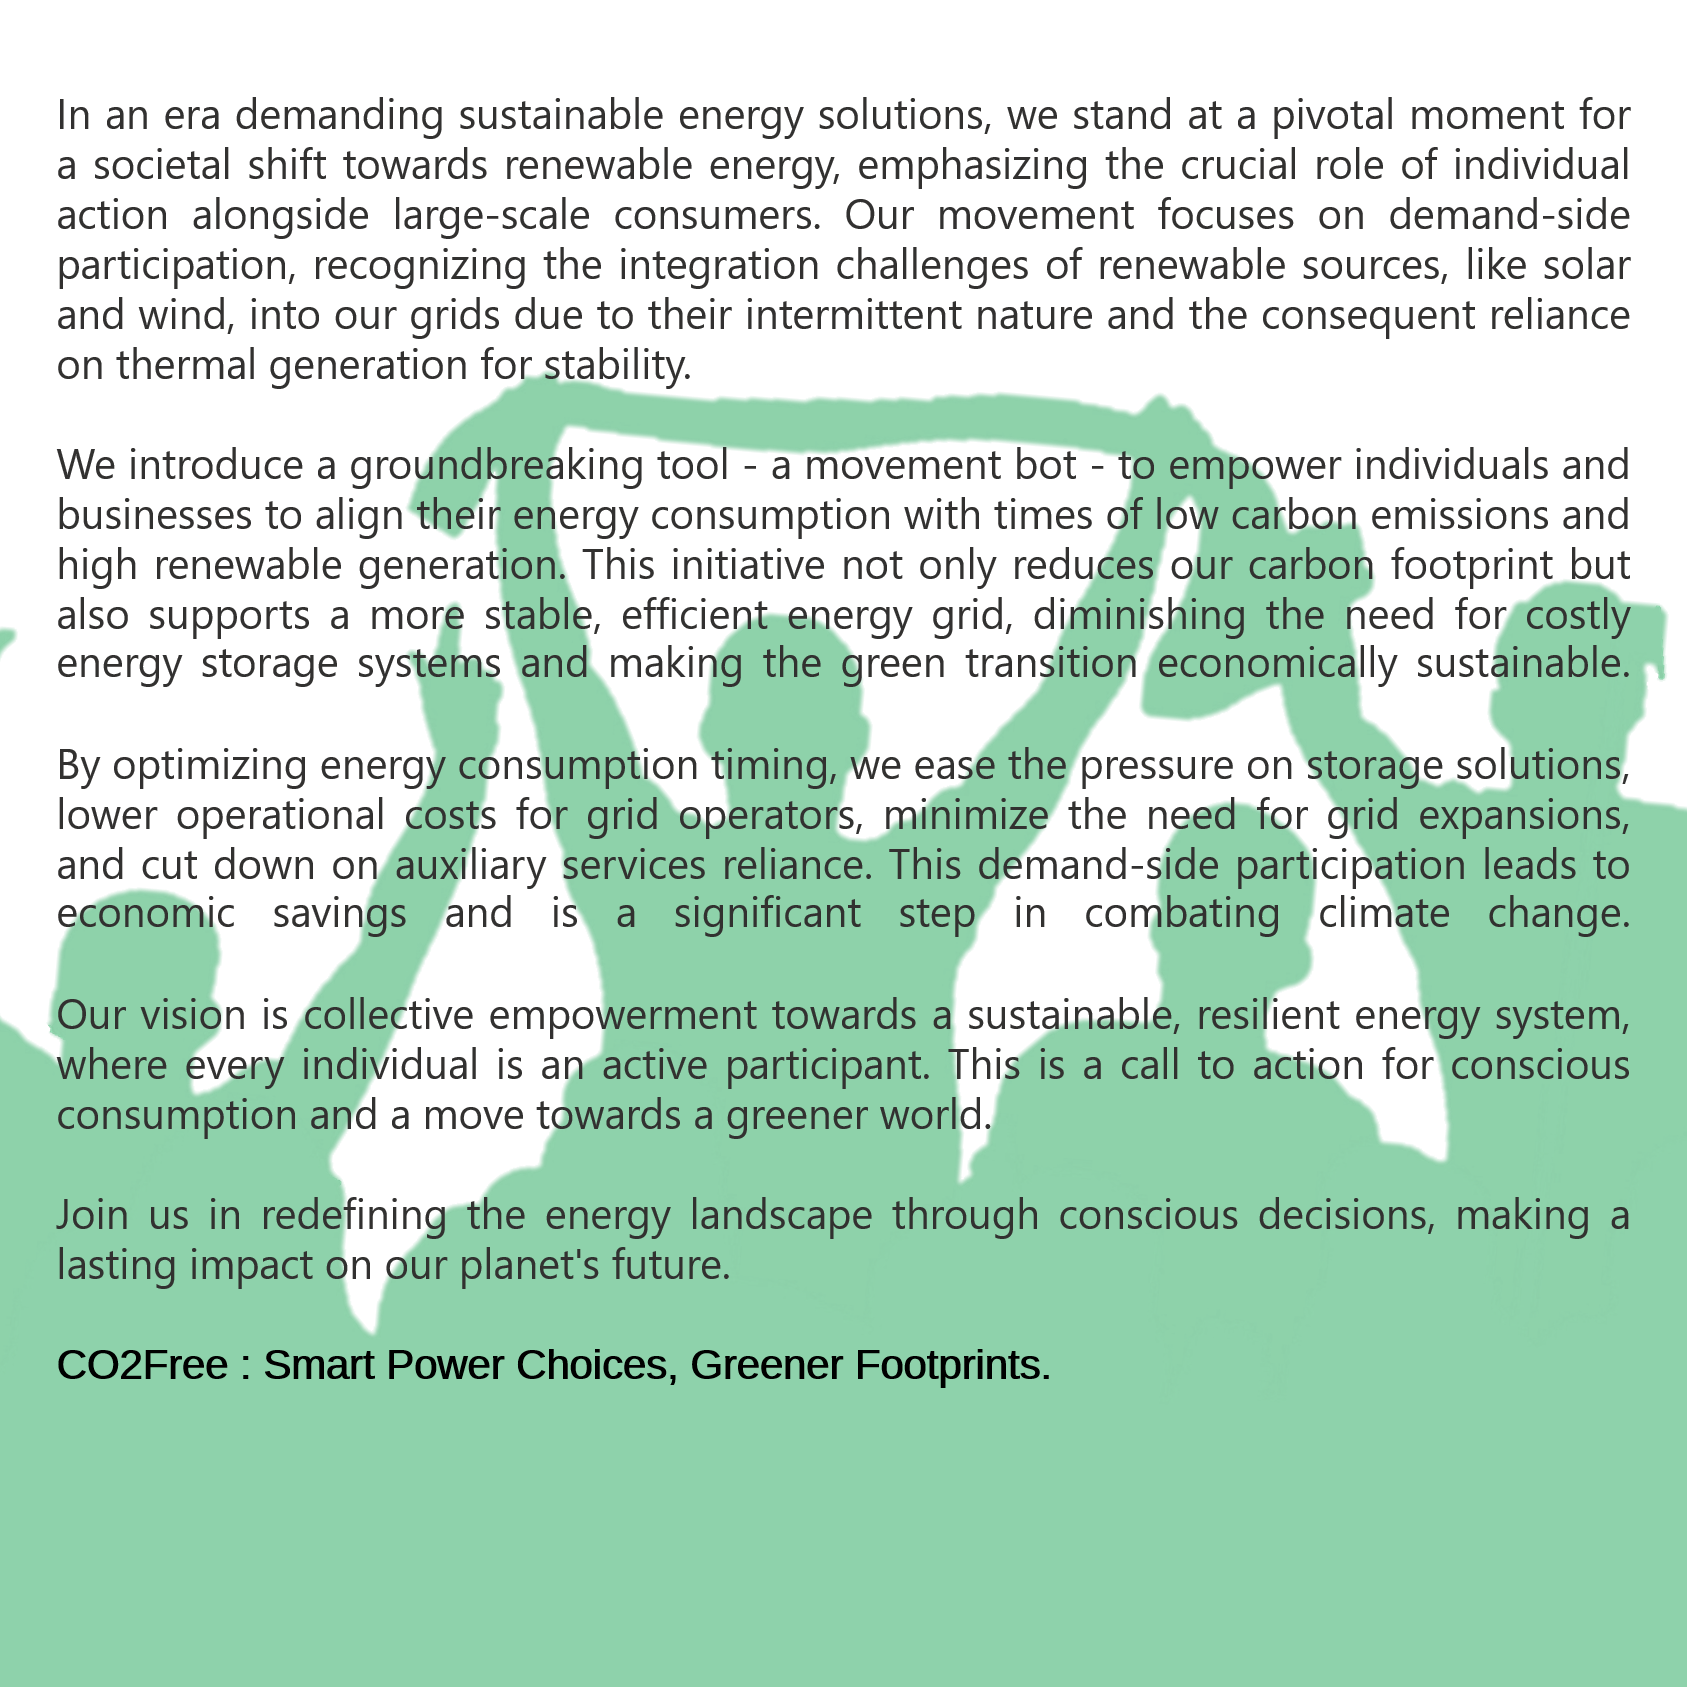 In an era demanding sustainable energy solutions, we stand at a pivotal moment for
a societal shift towards renewable energy, emphasizing the crucial role of individual
action alongside large-scale consumers. Our movement focuses on demand-side
participation, recognizing the integration challenges of renewable sources, like solar
and wind, into our grids due to their intermittent nature and the consequent reliance
on thermal generation for stability.
We introduce a groundbreaking tool - a movement bot - to empower individuals and
businesses to align their energy consumption with times of low carbon emissions and
high renewable generation. This initiative not only reduces our carbon footprint but
also supports a more stable, efficient energy grid, diminishing the need for costly
energy storage systems and making the green transition economically sustainable.
By optimizing energy consumption timing, we ease the pressure on storage solutions,
lower operational costs for grid operators, minimize the need for grid expansions,
and cut down on auxiliary services reliance. This demand-side participation leads to
economic savings and is a significant step in combating climate change.
Our vision is collective empowerment towards a sustainable, resilient energy system,
where every individual is an active participant. This is a call to action for conscious
consumption and a move towards a greener world.
Join us in redefining the energy landscape through conscious decisions, making a
lasting impact on our planet's future.
CO2Free : Smart Power Choices, Greener Footprints.